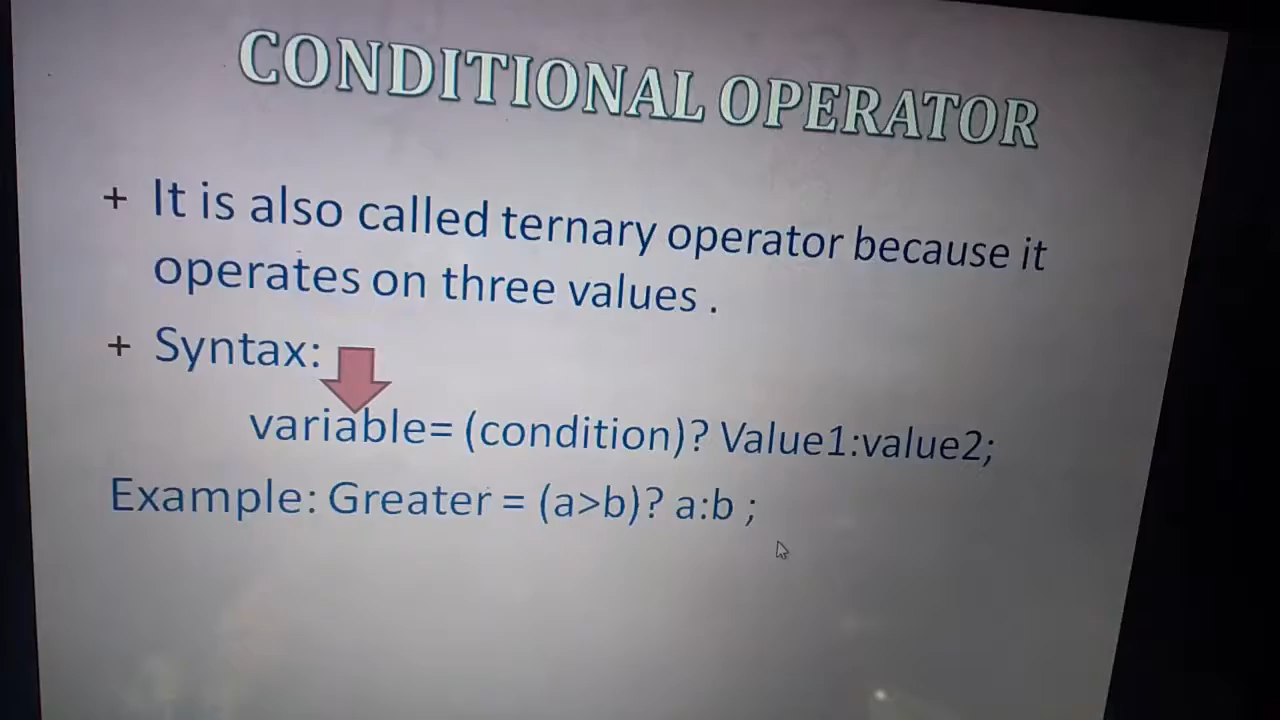 CONDITIONAL OPERATOR
+ It is also called ternary operator because it
operates on three values .
+ Syntax:
variable= (condition)? Value1:value2;
Example: Greater = (a>b)? a:b ;